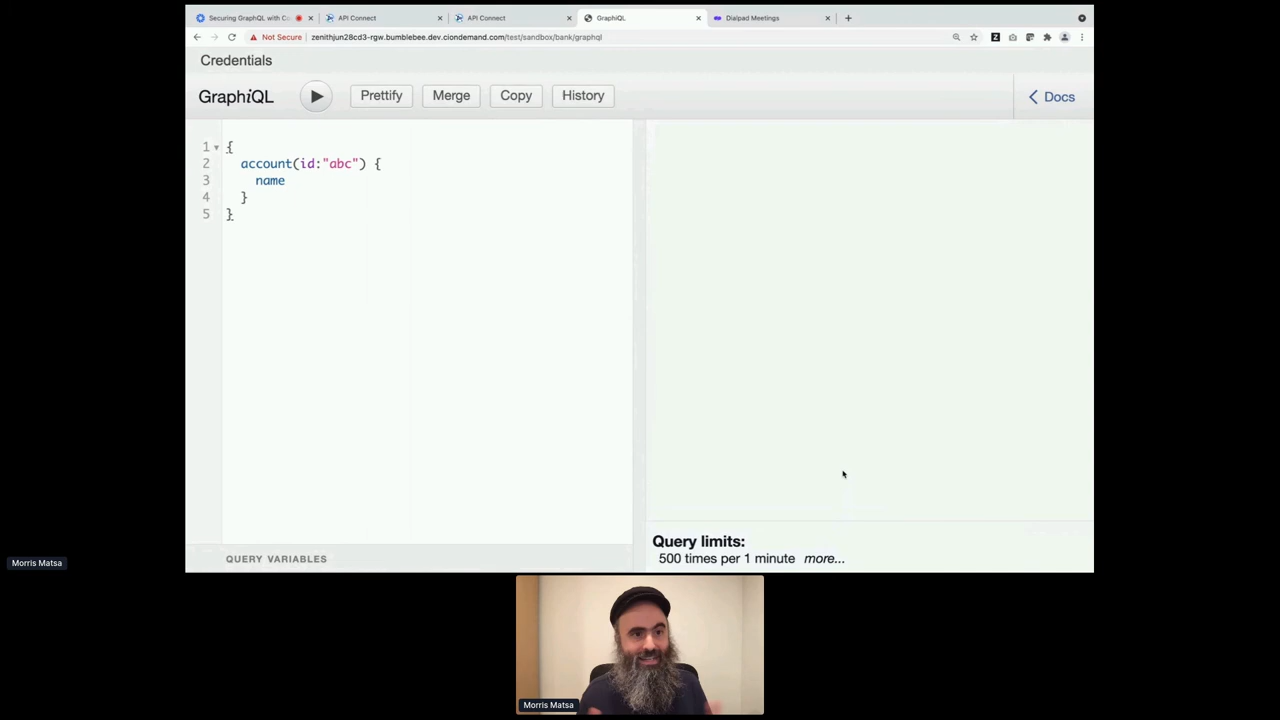 Securing GraphQL with Co
API Connect
API Connect
GraphiQL
Dialpad Meetings
Not Secure
zenithjun28cd3-rgw.bumblebee.dev.ciondemand.com/test/sandbox/bank/graphql
Credentials
GraphiQL
Prettify
Merge
Copy
History
Docs
1 {
2 account(id:"abc") {
3 name
4 }
5 }
Query limits:
500 times per 1 minute more...
QUERY VARIABLES
Morris Matsa
Morris Matsa